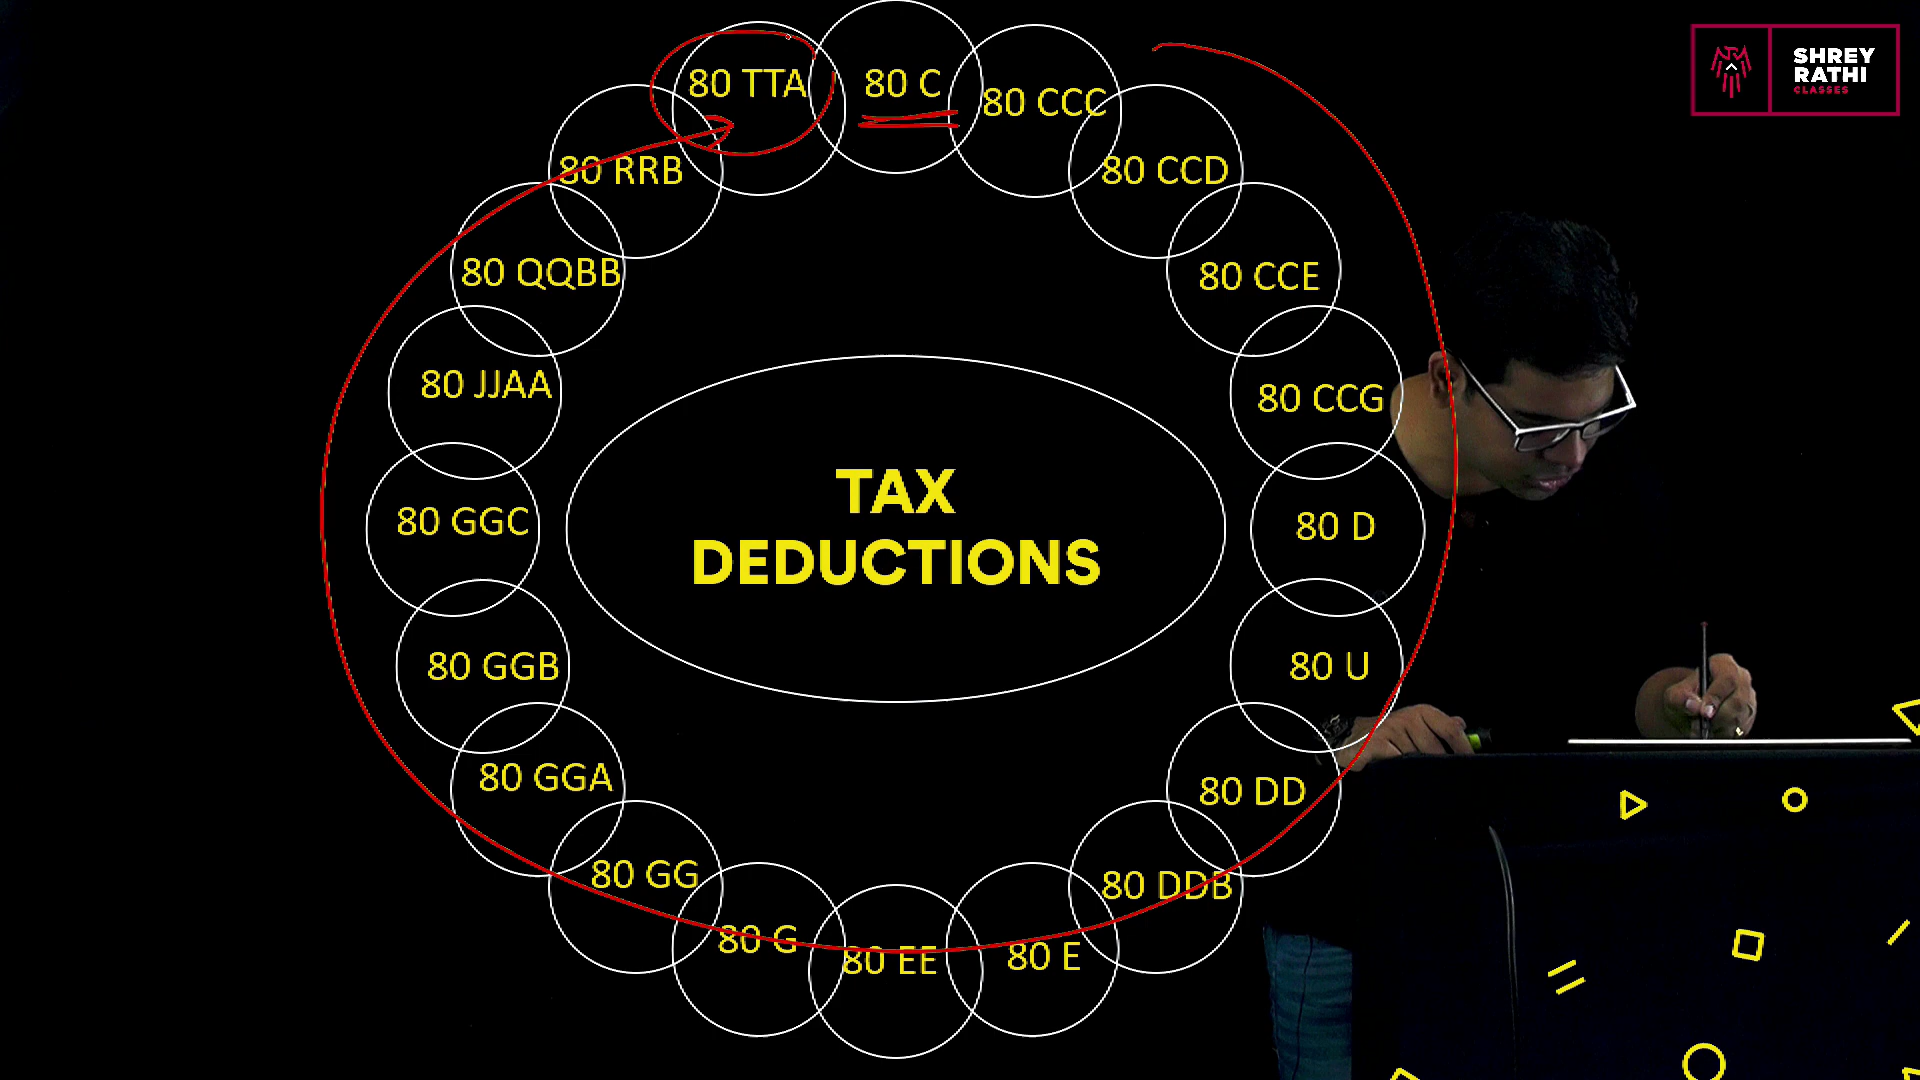 80 TTA
80 C
80 CCC
80 CCD
80 CCE
80 CCG
80 D
80 U
80 DD
80 DDB
80 E
80 EE
80 G
80 GG
80 GGA
80 GGB
80 GGC
80 JJAA
80 QQBB
80 RRB
TAX
DEDUCTIONS
SHREY
RATHI
CLASSES